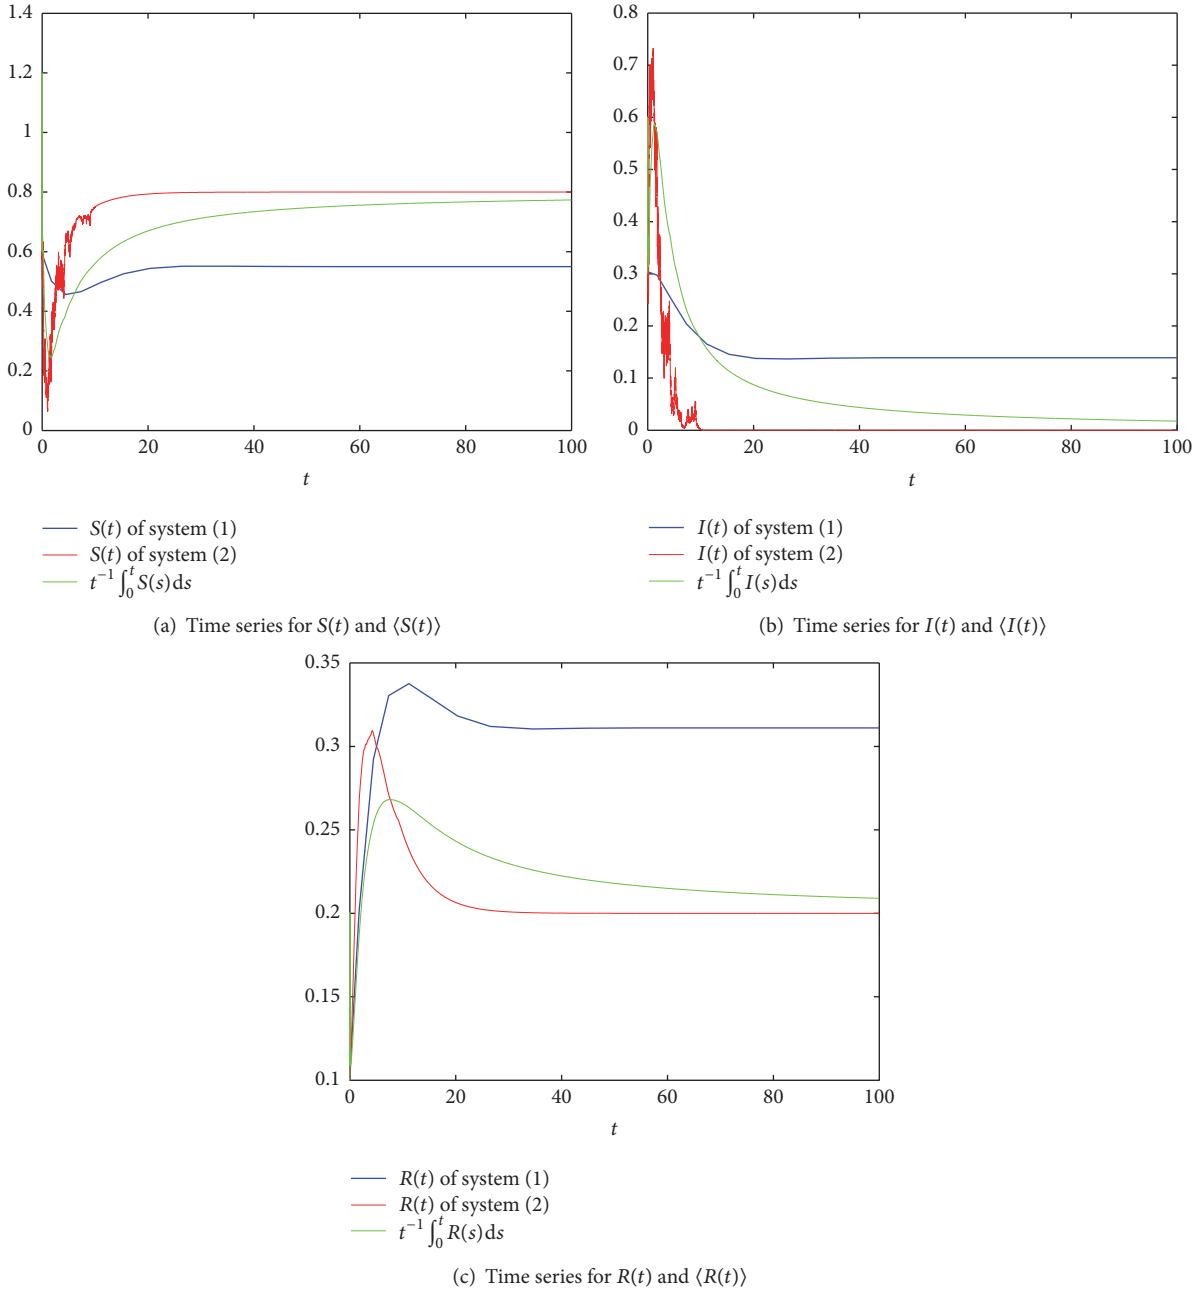 1.4
1.2
1
0.8
0.6
0.4
0.2
0
0 20 40 60 80 100
t
S(t) of system (1)
S(t) of system (2)
t⁻¹ ∫₀ᵗ S(s)ds
(a) Time series for S(t) and ⟨S(t)⟩
0.8
0.7
0.6
0.5
0.4
0.3
0.2
0.1
0
0 20 40 60 80 100
t
I(t) of system (1)
I(t) of system (2)
t⁻¹ ∫₀ᵗ I(s)ds
(b) Time series for I(t) and ⟨I(t)⟩
0.35
0.3
0.25
0.2
0.15
0.1
0 20 40 60 80 100
t
R(t) of system (1)
R(t) of system (2)
t⁻¹ ∫₀ᵗ R(s)ds
(c) Time series for R(t) and ⟨R(t)⟩